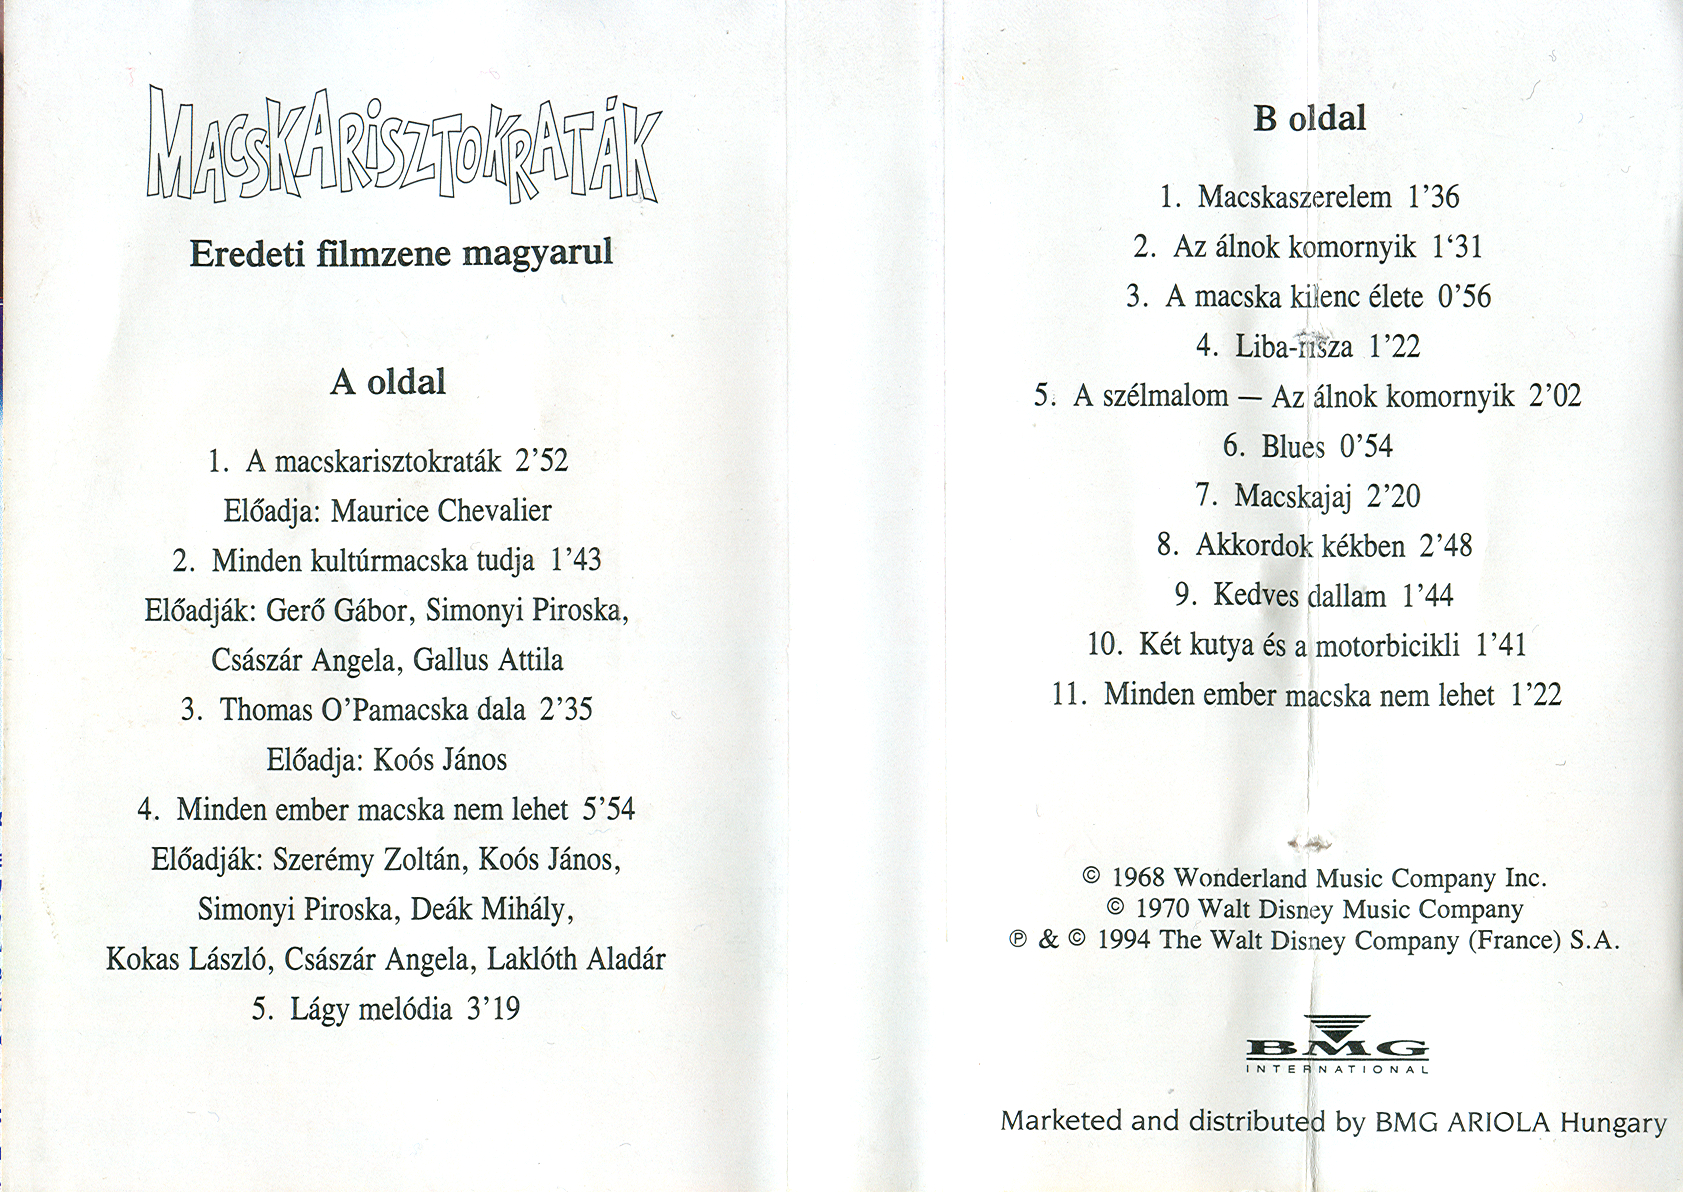 MACSKARISZTOKRATÁK
Eredeti filmzene magyarul
A oldal
1. A macskarisztokraták 2’52
Előadja: Maurice Chevalier
2. Minden kultúrmacska tudja 1’43
Előadják: Gerő Gábor, Simonyi Piroska,
Császár Angela, Gallus Attila
3. Thomas O’Pamacska dala 2’35
Előadja: Koós János
4. Minden ember macska nem lehet 5’54
Előadják: Szerémy Zoltán, Koós János,
Simonyi Piroska, Deák Mihály,
Kokas László, Császár Angela, Laklóth Aladár
5. Lágy melódia 3’19
B oldal
1. Macskaszerelem 1’36
2. Az álnok komornyik 1‘31
3. A macska kilenc élete 0’56
4. 1’22
5. A szélmalom — Az álnok komornyik 2’02
6. Blues 0’54
7. Macskajaj 2’20
8. Akkordok kékben 2’48
9. Kedves dallam 1’44
10. Két kutya és a motorbicikli 1’41
11. Minden ember macska nem lehet 1’22
© 1968 Wonderland Music Company Inc.
© 1970 Walt Disney Music Company
℗ & © 1994 The Walt Disney Company (France) S.A.
BMG
INTERNATIONAL
Marketed and distributed by BMG ARIOLA Hungary